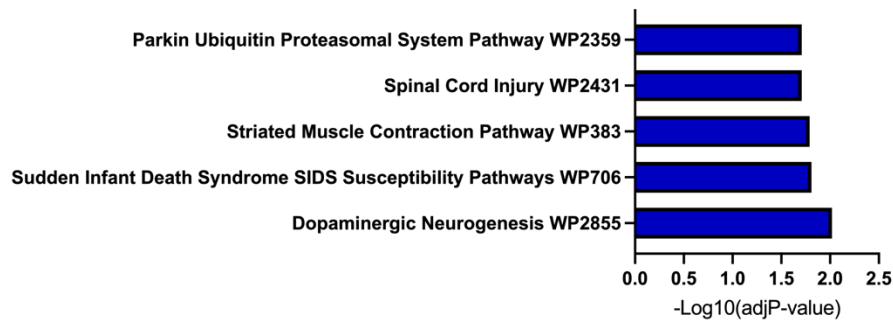 Parkin Ubiquitin Proteasomal System Pathway WP2359
Spinal Cord Injury WP2431
Striated Muscle Contraction Pathway WP383
Sudden Infant Death Syndrome SIDS Susceptibility Pathways WP706
Dopaminergic Neurogenesis WP2855
0.0 0.5 1.0 1.5 2.0 2.5
-Log10(adjP-value)